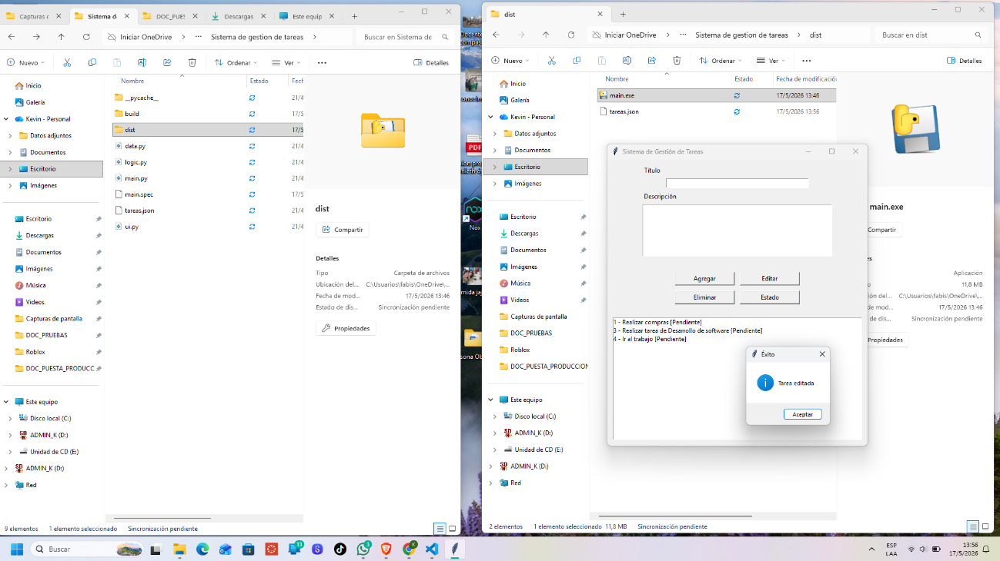 Capturas d
Sistema de
DOC_PUES
Descargas
Este equip
Iniciar OneDrive
Sistema de gestion de tareas
Buscar en Sistema de
Nuevo
Ordenar
Ver
Detalles
Inicio
Galería
Kevin - Personal
Datos adjuntos
Documentos
Escritorio
Imágenes
Escritorio
Descargas
Documentos
Imágenes
Música
Videos
Capturas de pantalla
DOC_PRUEBAS
Roblox
DOC_PUESTA_PRODUCC
Este equipo
Disco local (C:)
ADMIN_K (D:)
Unidad de CD (E:)
ADMIN_K (D:)
Red
Nombre Estado Fech
__pycache__ 21/4
build 17/5
dist 17/5
data.py 21/4
logic.py 21/4
main.py 21/4
main.spec 17/5
tareas.json 21/4
ui.py 21/4
dist
Compartir
Detalles
Tipo Carpeta de archivos
Ubicación del... C:\Usuarios\fabis\OneDrive\...
Fecha de mod... 17/5/2026 13:46
Estado de dis... Sincronización pendiente
Propiedades
9 elementos 1 elemento seleccionado Sincronización pendiente
PDF
Nox
dist
Iniciar OneDrive
Sistema de gestion de tareas
dist
Buscar en dist
Nuevo
Ordenar
Ver
Detalles
Inicio
Galería
Kevin - Personal
Datos adjuntos
Documentos
Escritorio
Imágenes
Escritorio
Descargas
Documentos
Imágenes
Música
Videos
Capturas de pantalla
DOC_PRUEBAS
Roblox
DOC_PUESTA_PRODUCCION
Este equipo
Disco local (C:)
ADMIN_K (D:)
Unidad de CD (E:)
ADMIN_K (D:)
Red
Nombre Estado Fecha de modificación
main.exe 17/5/2026 13:46
tareas.json 17/5/2026 13:56
main.exe
Compartir
Aplicación
11,8 MB
C:\Usuarios\fabis\OneDrive\...
17/5/2026 13:46
Sincronización pendiente
Propiedades
2 elementos 1 elemento seleccionado 11,8 MB Sincronización pendiente
Sistema de Gestión de Tareas
Título
Descripción
Agregar
Editar
Eliminar
Estado
1 - Realizar compras [Pendiente]
3 - Realizar tarea de Desarrollo de software [Pendiente]
4 - Ir al trabajo [Pendiente]
Éxito
Tarea editada
Aceptar
Buscar
13
3
K
ESP
LAA
13:56
17/5/2026